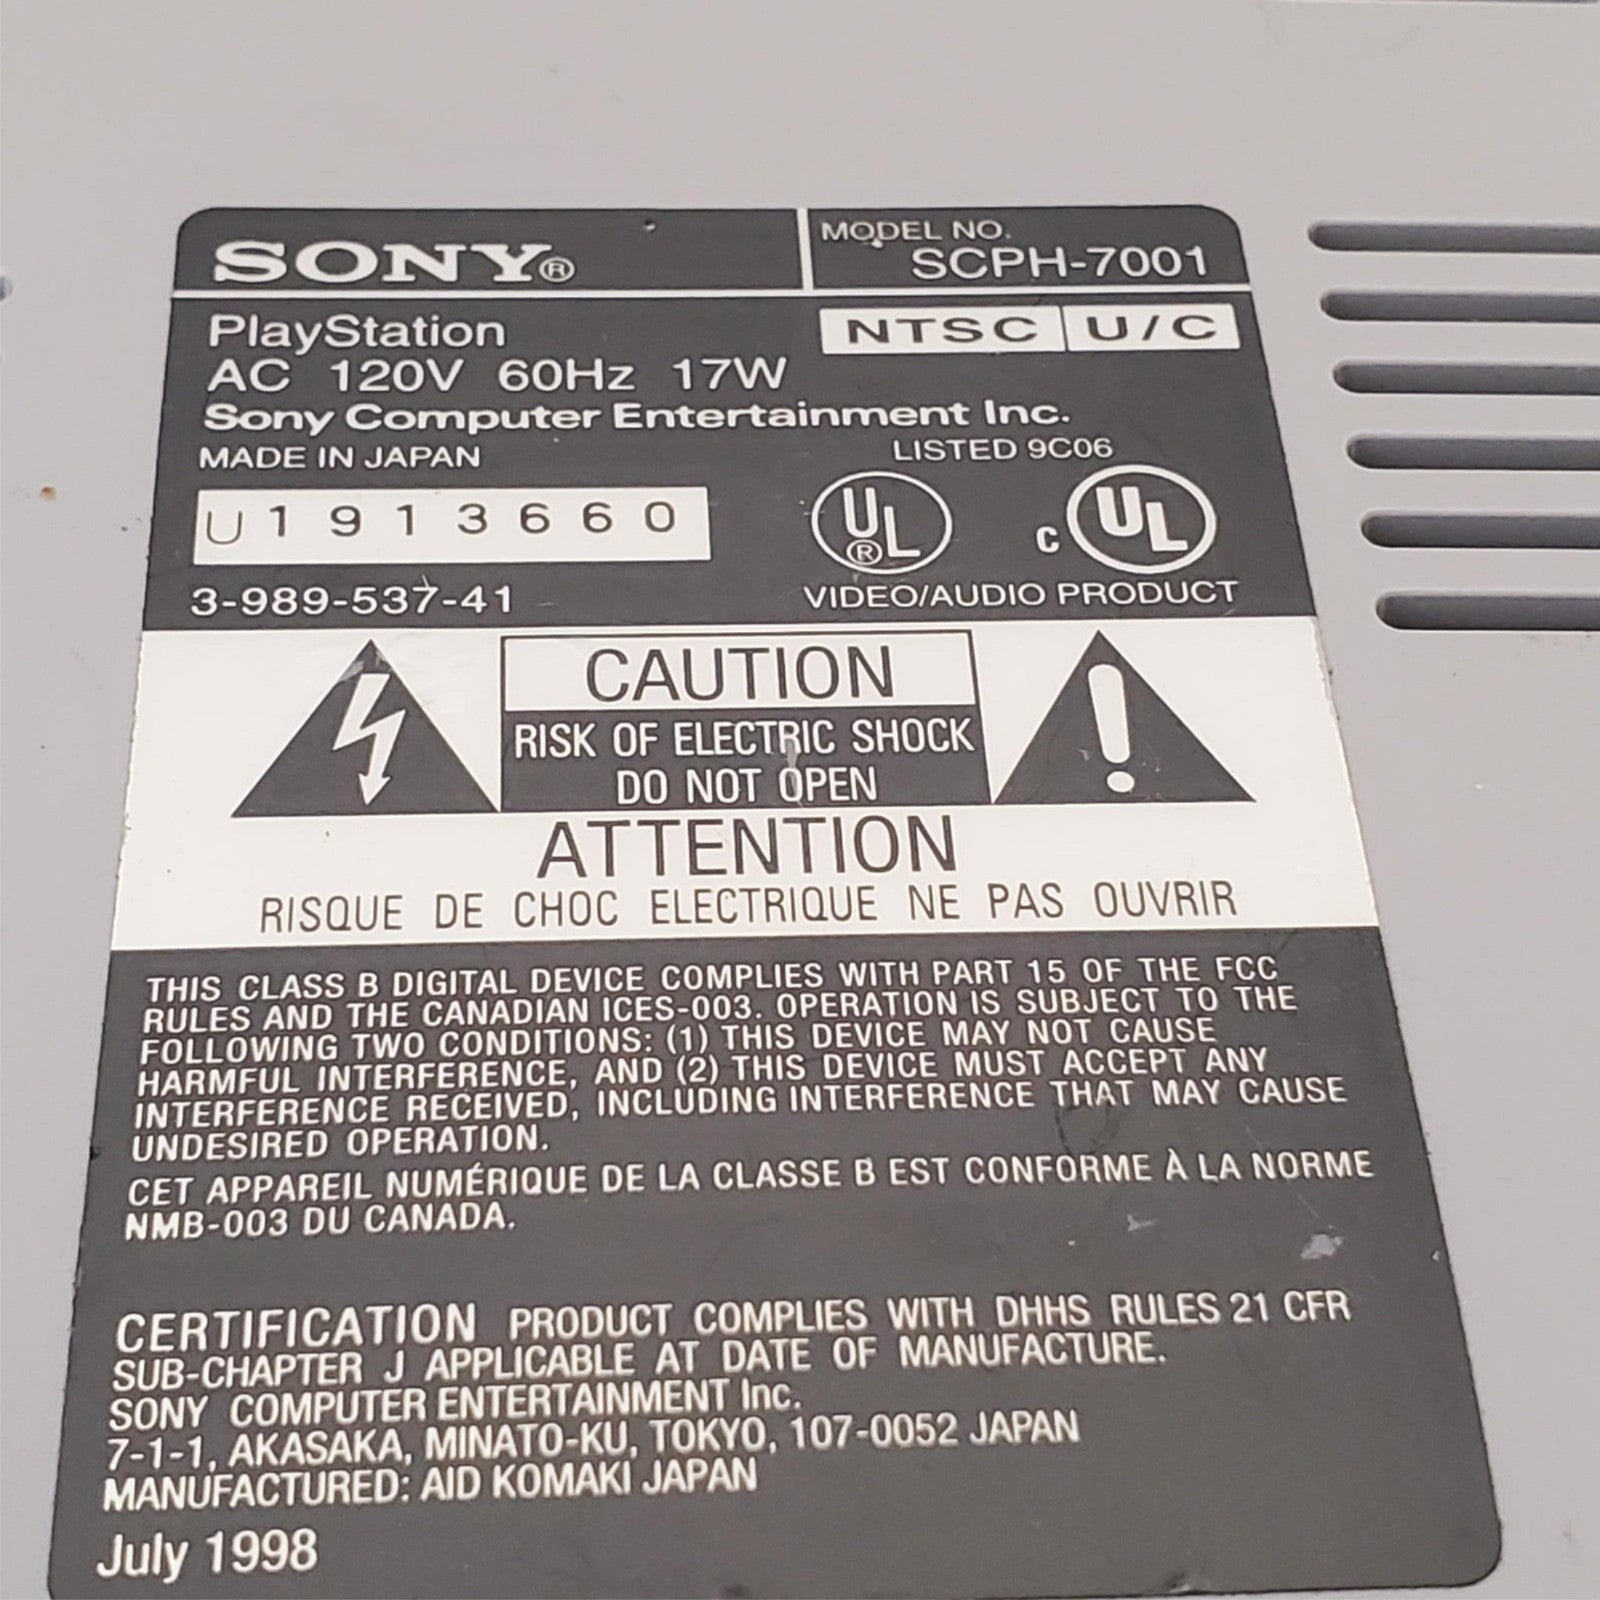 SONY®
MODEL NO.
SCPH-7001
PlayStation
NTSC U/C
AC 120V 60Hz 17W
Sony Computer Entertainment Inc.
MADE IN JAPAN
LISTED 9C06
U1913660
UL®
C UL
3-989-537-41
VIDEO/AUDIO PRODUCT
CAUTION
RISK OF ELECTRIC SHOCK
DO NOT OPEN
!
ATTENTION
RISQUE DE CHOC ELECTRIQUE NE PAS OUVRIR
THIS CLASS B DIGITAL DEVICE COMPLIES WITH PART 15 OF THE FCC
RULES AND THE CANADIAN ICES-003. OPERATION IS SUBJECT TO THE
FOLLOWING TWO CONDITIONS: (1) THIS DEVICE MAY NOT CAUSE
HARMFUL INTERFERENCE, AND (2) THIS DEVICE MUST ACCEPT ANY
INTERFERENCE RECEIVED, INCLUDING INTERFERENCE THAT MAY CAUSE
UNDESIRED OPERATION.
CET APPAREIL NUMÉRIQUE DE LA CLASSE B EST CONFORME À LA NORME
NMB-003 DU CANADA.
CERTIFICATION PRODUCT COMPLIES WITH DHHS RULES 21 CFR
SUB-CHAPTER J APPLICABLE AT DATE OF MANUFACTURE.
SONY COMPUTER ENTERTAINMENT Inc.
7-1-1, AKASAKA, MINATO-KU, TOKYO, 107-0052 JAPAN
MANUFACTURED: AID KOMAKI JAPAN
July 1998